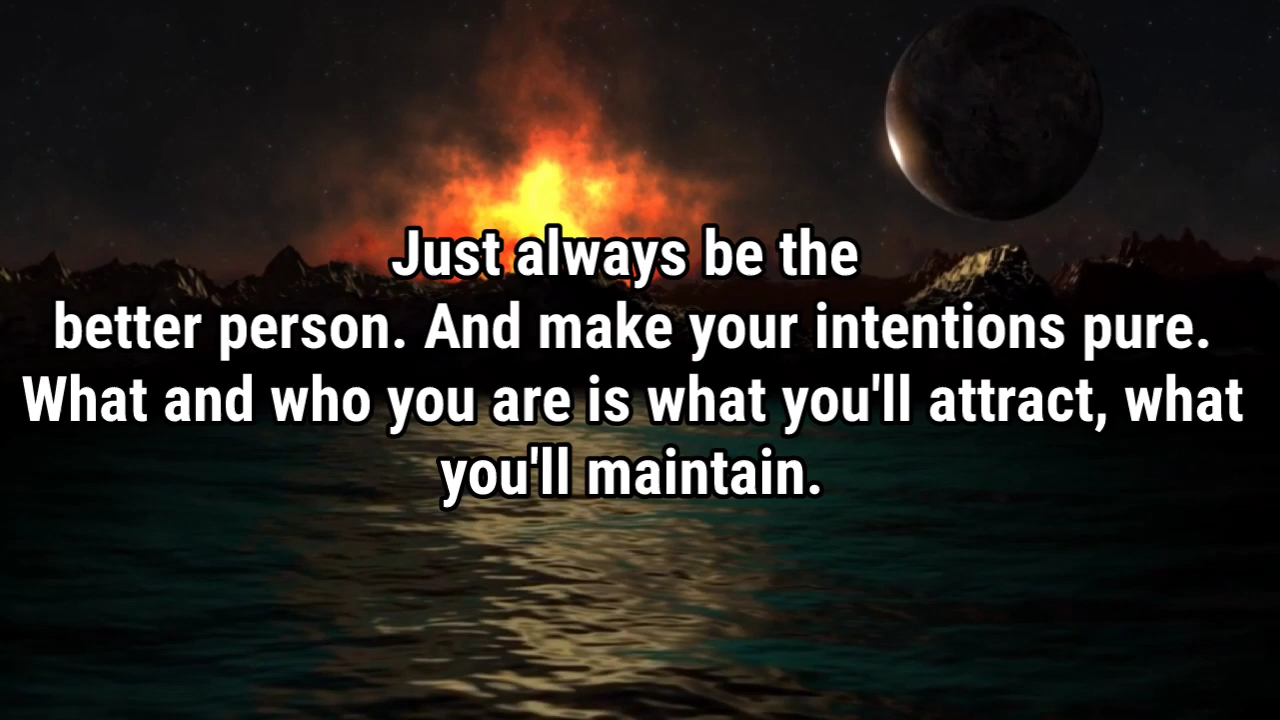 Just always be the
better person. And make your intentions pure.
What and who you are is what you'll attract, what
you'll maintain.